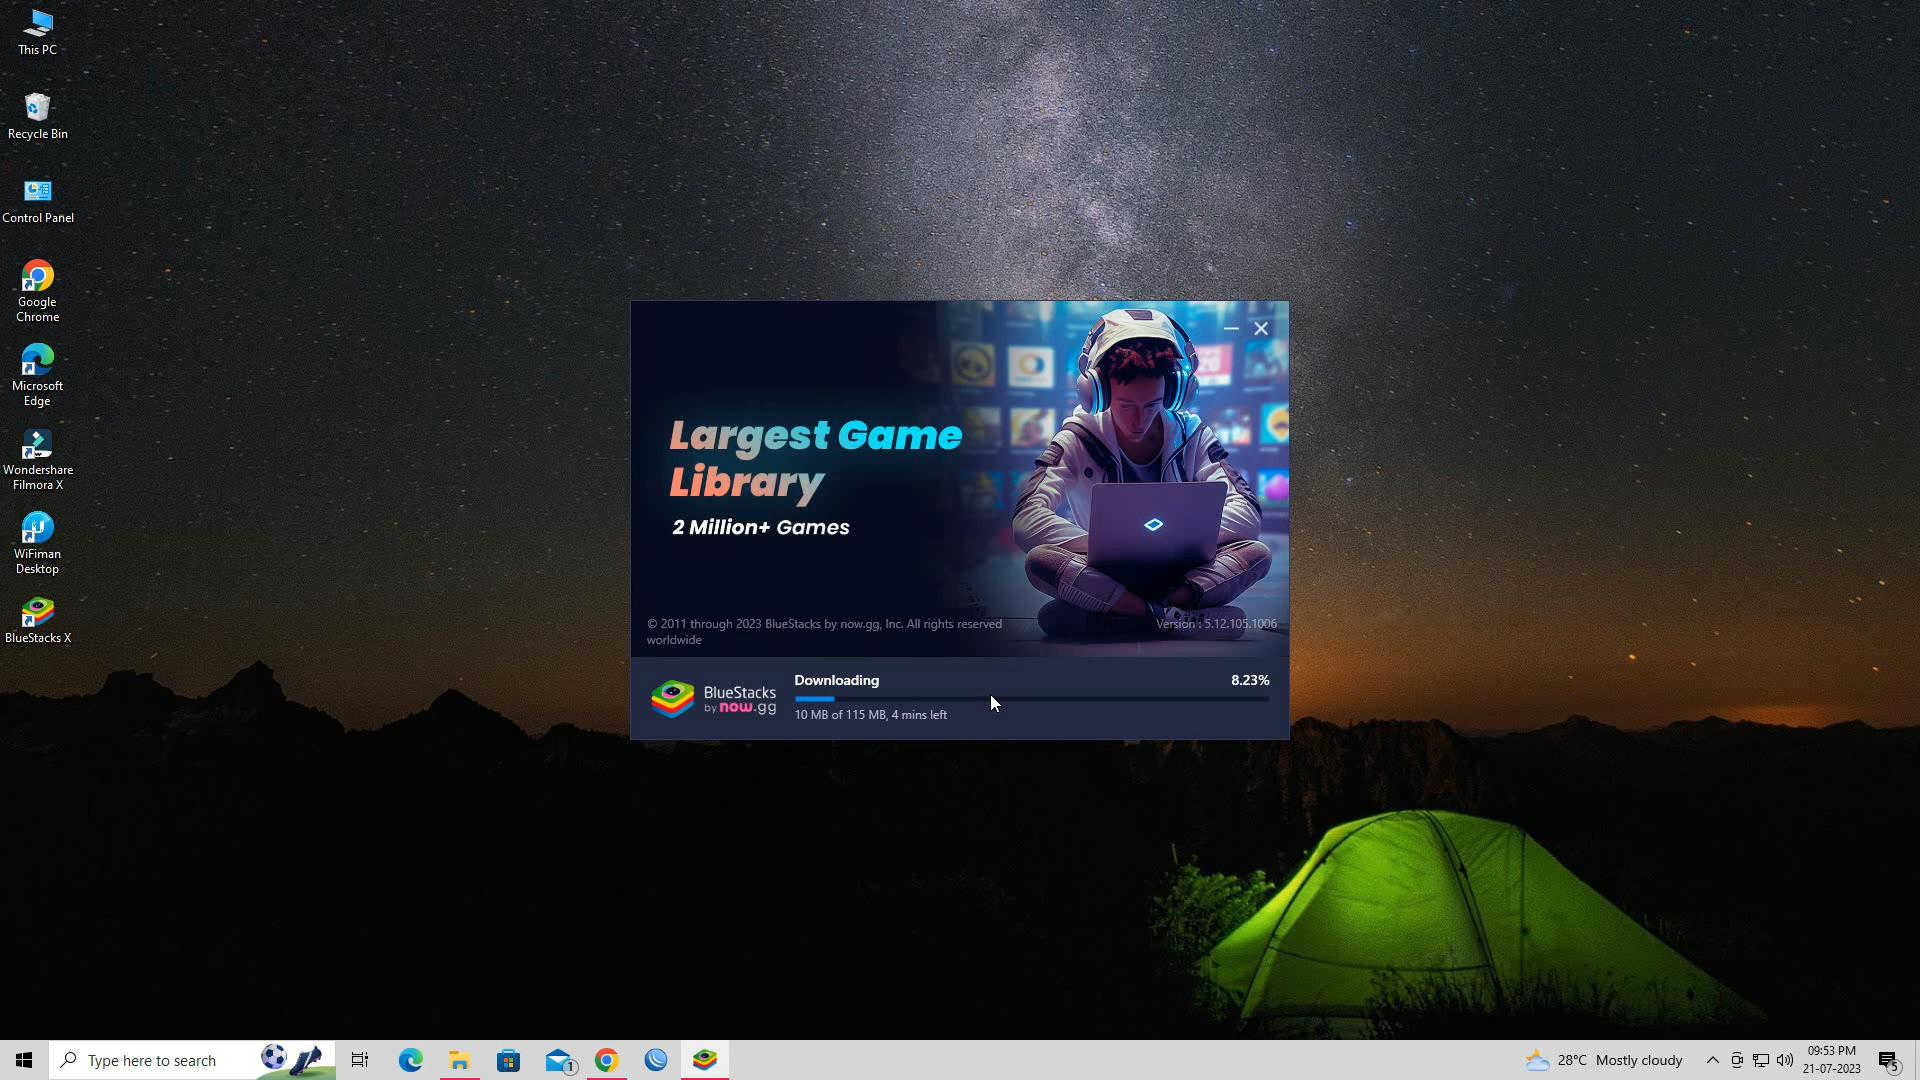 This PC
Recycle Bin
Control Panel
Google
Chrome
Microsoft
Edge
Wondershare
Filmora X
WiFiman
Desktop
BlueStacks X
Largest Game
Library
2 Million+ Games
© 2011 through 2023 BlueStacks by now.gg, Inc. All rights reserved
worldwide
Version : 5.12.105.1006
BlueStacks
by now.gg
Downloading
8.23%
10 MB of 115 MB, 4 mins left
Type here to search
1
28°C Mostly cloudy
09:53 PM
21-07-2023
5